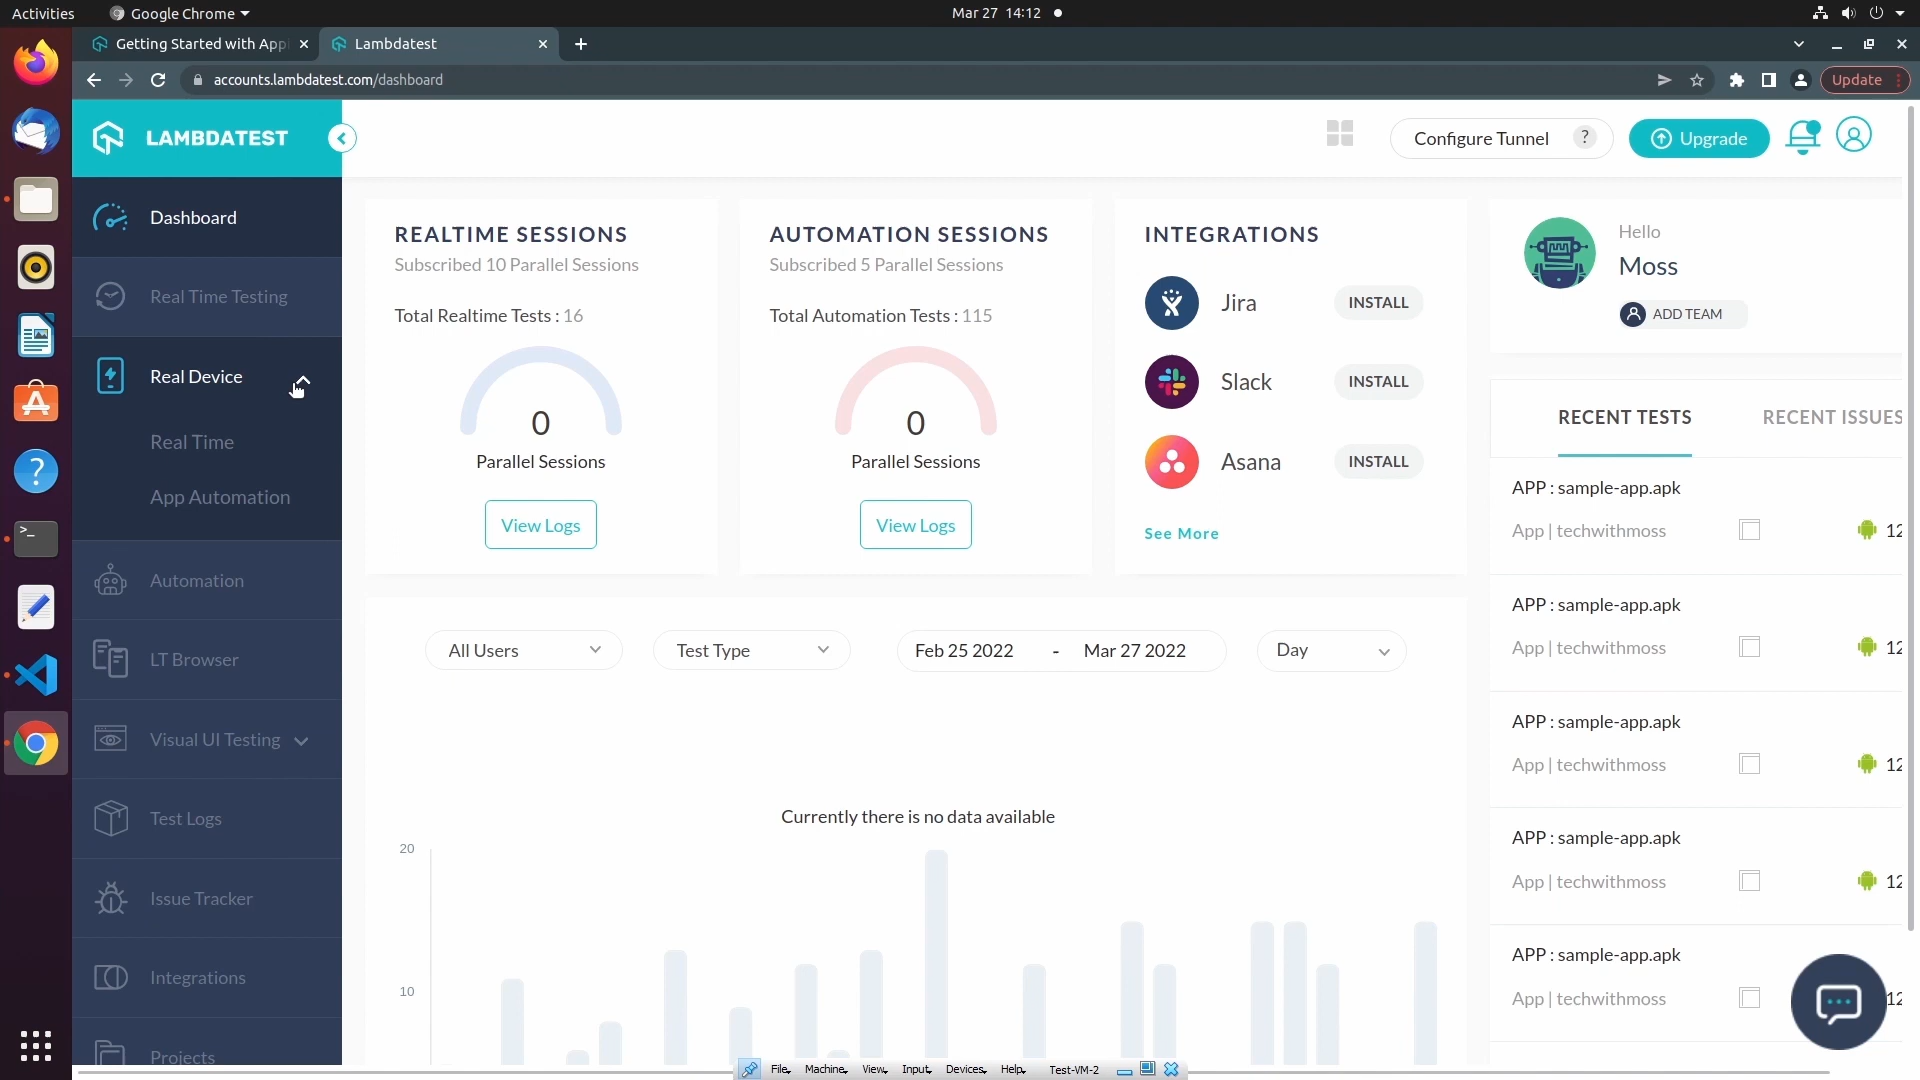 Activities
Google Chrome
Mar 27 14:12
Getting Started with App
Lambdatest
accounts.lambdatest.com/dashboard
Update
LAMBDATEST
Configure Tunnel ?
Upgrade
Dashboard
Real Time Testing
Real Device
Real Time
App Automation
Automation
LT Browser
Visual UI Testing
Test Logs
Issue Tracker
Integrations
Projects
REALTIME SESSIONS
Subscribed 10 Parallel Sessions
Total Realtime Tests : 16
0
Parallel Sessions
View Logs
AUTOMATION SESSIONS
Subscribed 5 Parallel Sessions
Total Automation Tests : 115
0
Parallel Sessions
View Logs
INTEGRATIONS
Jira INSTALL
Slack INSTALL
Asana INSTALL
See More
Hello
Moss
ADD TEAM
RECENT TESTS RECENT ISSUES
APP : sample-app.apk
App | techwithmoss 12
APP : sample-app.apk
App | techwithmoss 12
APP : sample-app.apk
App | techwithmoss 12
APP : sample-app.apk
App | techwithmoss 12
APP : sample-app.apk
App | techwithmoss 12
All Users
Test Type
Feb 25 2022 - Mar 27 2022
Day
Currently there is no data available
20
10
File Machine View Input Devices Help Test-VM-2